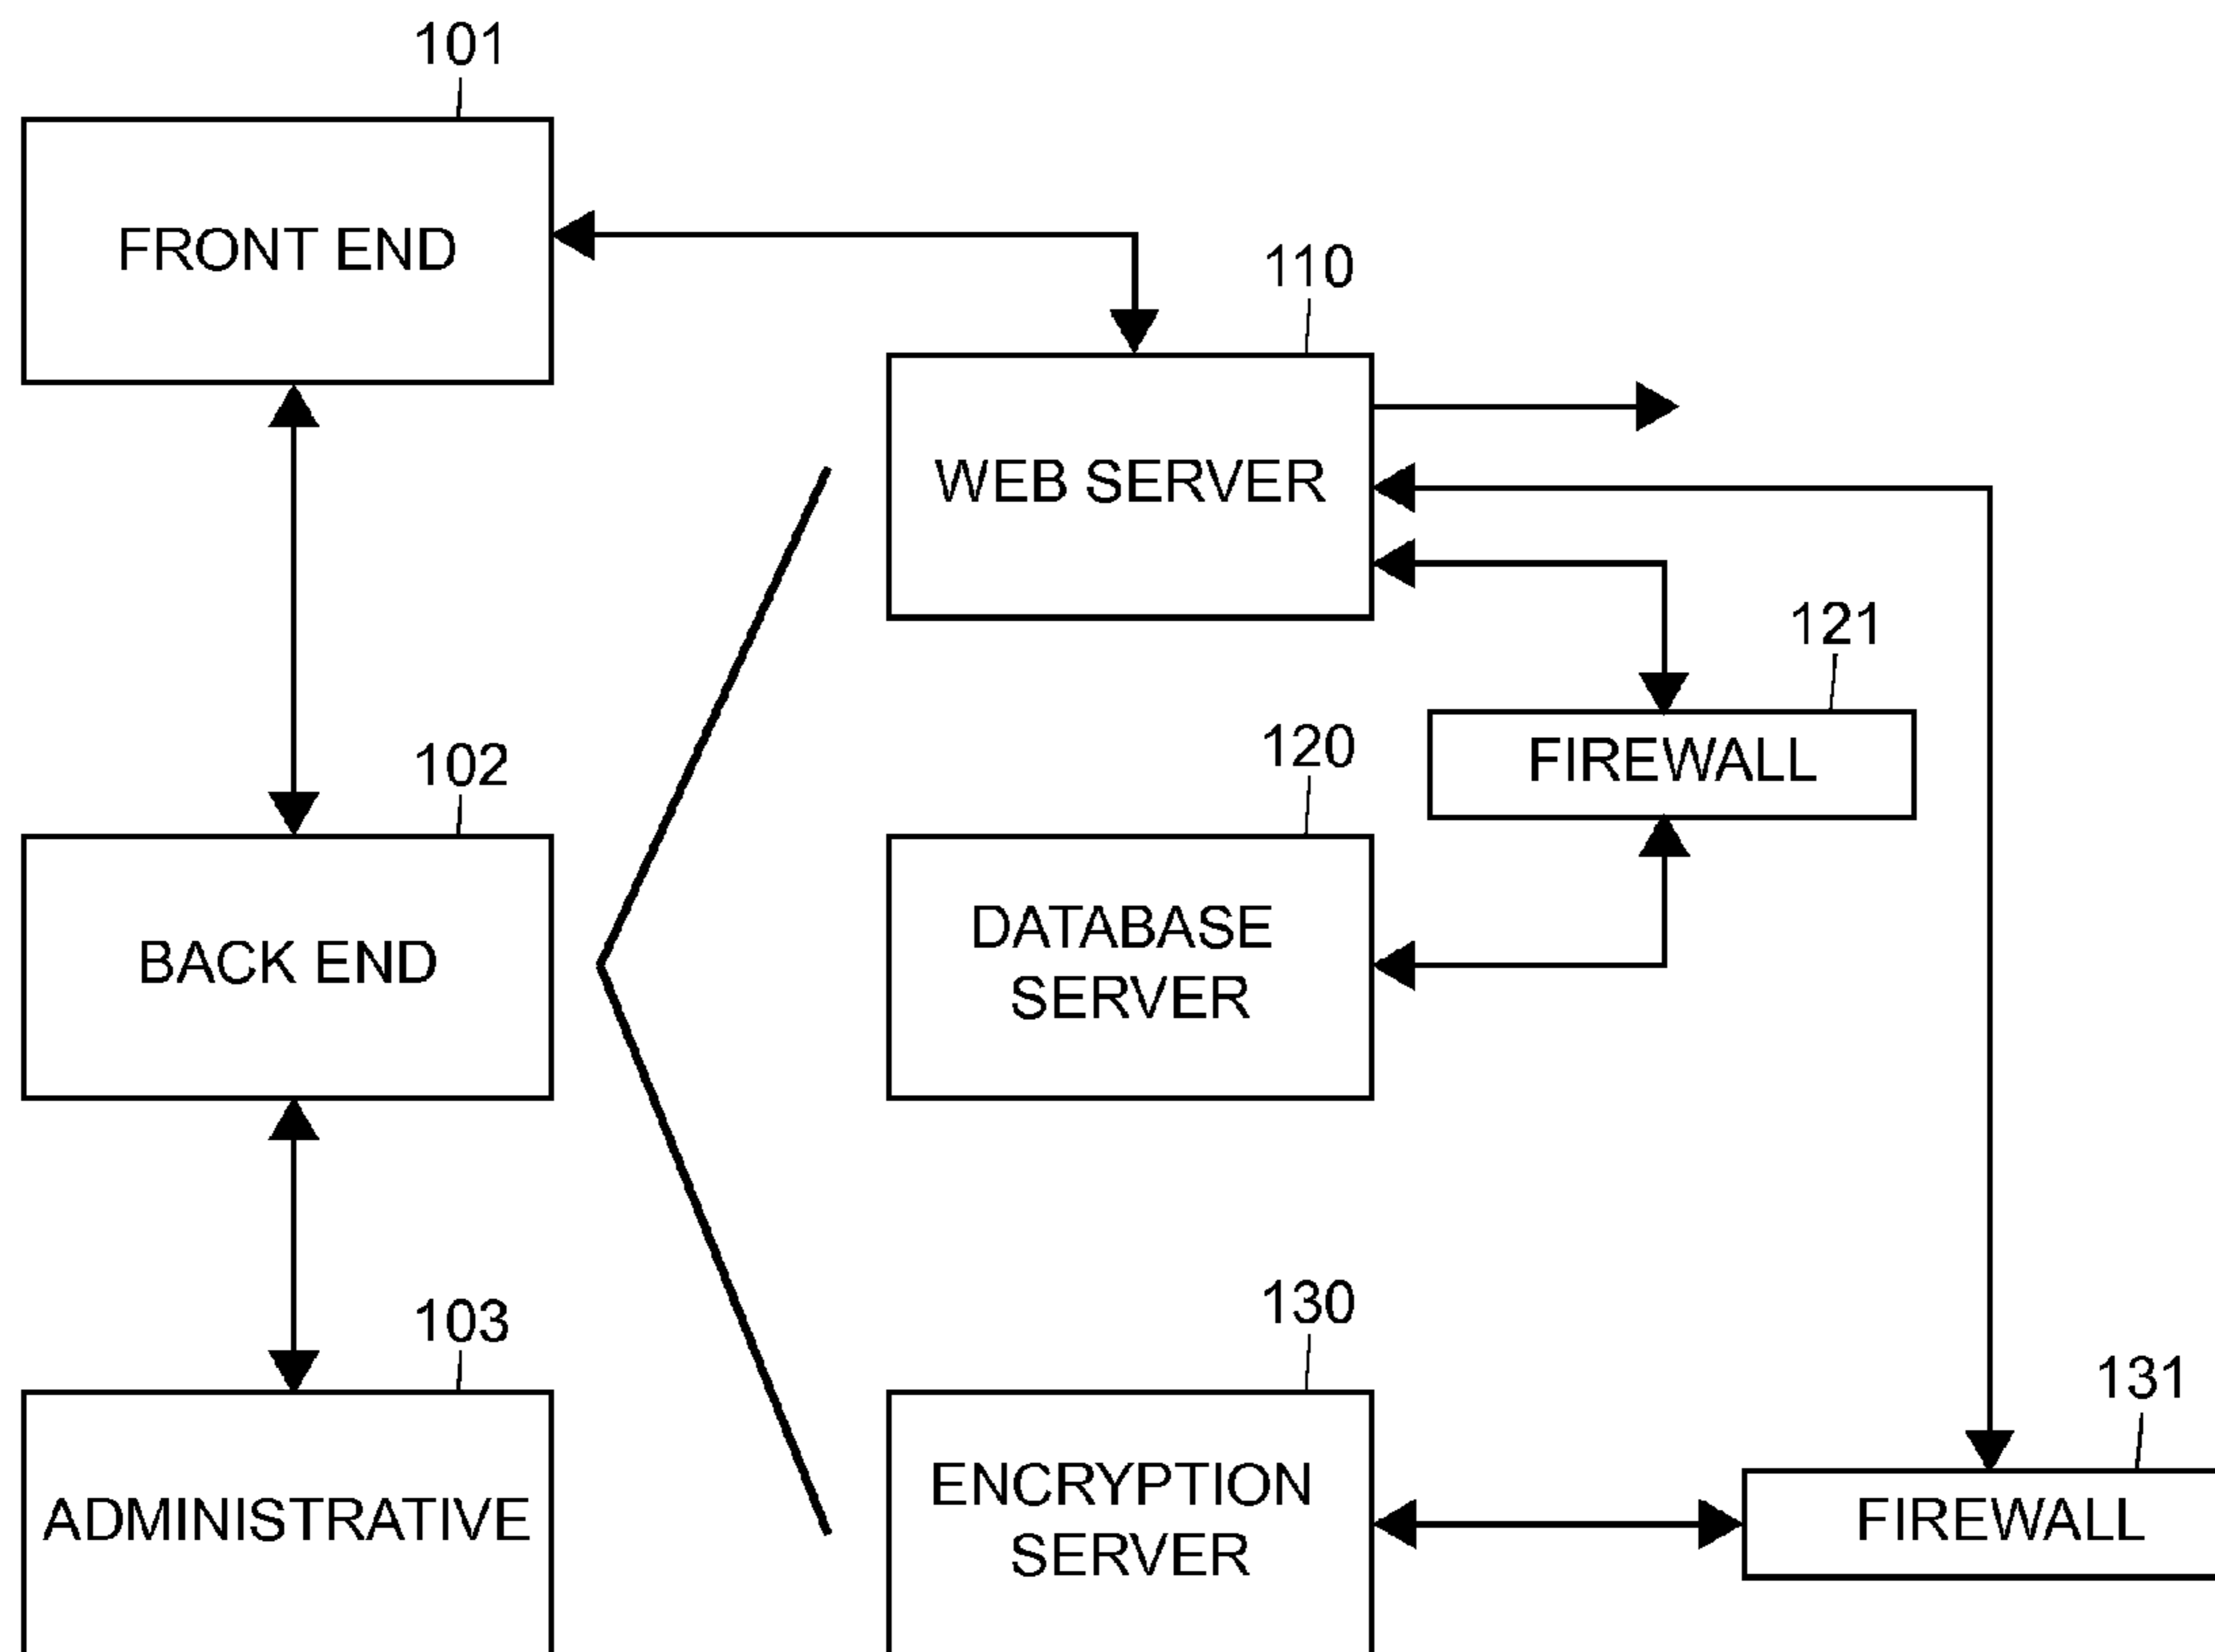 101
FRONT END
110
WEB SERVER
121
FIREWALL
102
BACK END
120
DATABASE
SERVER
103
ADMINISTRATIVE
130
ENCRYPTION
SERVER
131
FIREWALL